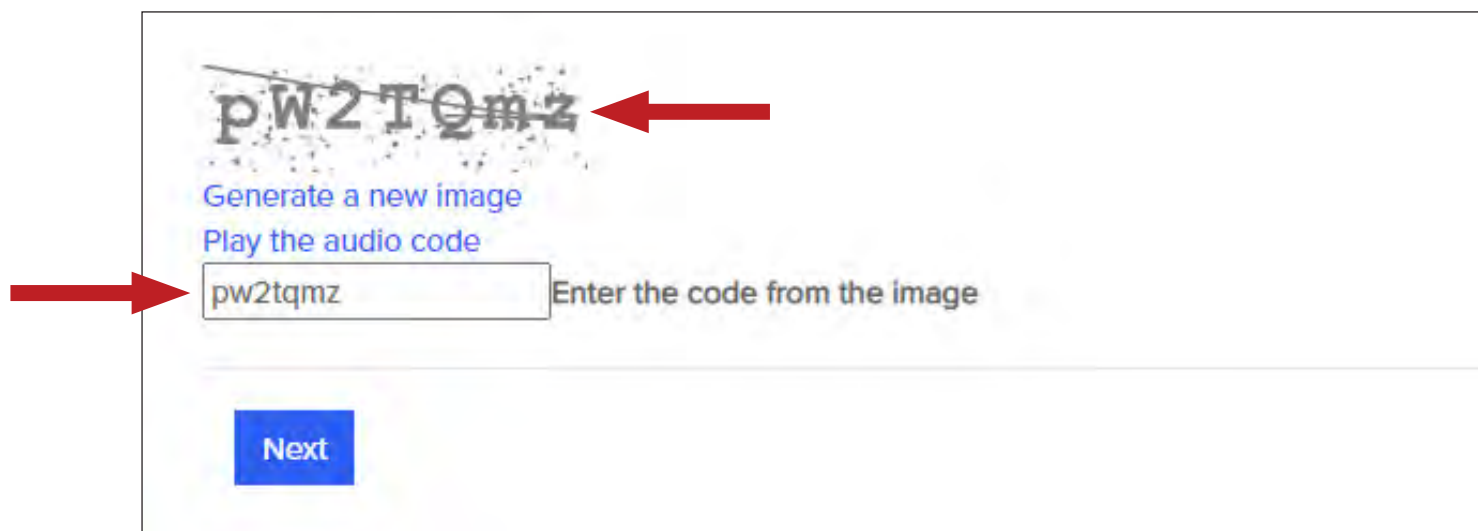 pW2TQmz
Generate a new image
Play the audio code
pw2tqmz Enter the code from the image
Next